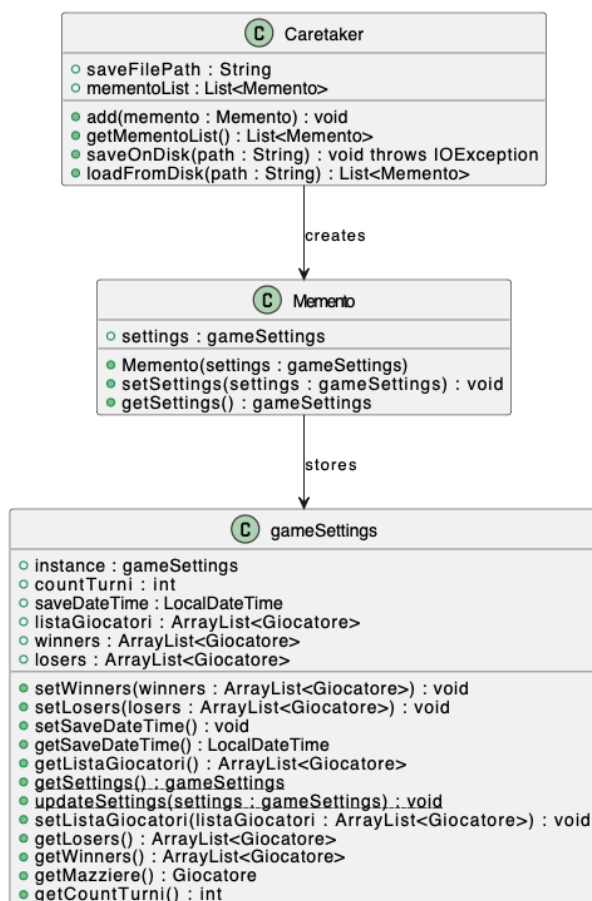 C Caretaker
saveFilePath : String
mementoList : List<Memento>
add(memento : Memento) : void
getMementoList() : List<Memento>
saveOnDisk(path : String) : void throws IOException
loadFromDisk(path : String) : List<Memento>
creates
C Memento
settings : gameSettings
Memento(settings : gameSettings)
setSettings(settings : gameSettings) : void
getSettings() : gameSettings
stores
C gameSettings
instance : gameSettings
countTurni : int
saveDateTime : LocalDateTime
listaGiocatori : ArrayList<Giocatore>
winners : ArrayList<Giocatore>
losers : ArrayList<Giocatore>
setWinners(winners : ArrayList<Giocatore>) : void
setLosers(losers : ArrayList<Giocatore>) : void
setSaveDateTime() : void
getSaveDateTime() : LocalDateTime
getListaGiocatori() : ArrayList<Giocatore>
getSettings() : gameSettings
updateSettings(settings : gameSettings) : void
setListaGiocatori(listaGiocatori : ArrayList<Giocatore>) : void
getLosers() : ArrayList<Giocatore>
getWinners() : ArrayList<Giocatore>
getMazziere() : Giocatore
getCountTurni() : int